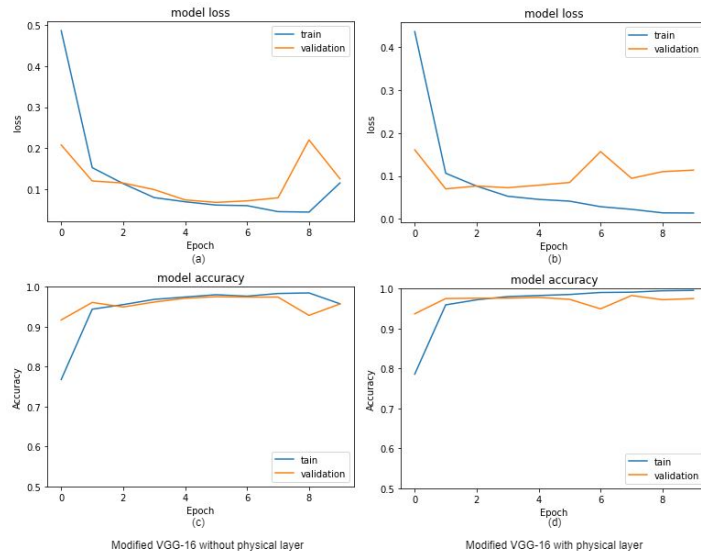 model loss
0.5
0.4
0.3
0.2
0.1
loss
train
validation
0 2 4 6 8
Epoch
(a)
model loss
0.4
0.3
0.2
0.1
0.0
loss
train
validation
0 2 4 6 8
Epoch
(b)
model accuracy
1.0
0.9
0.8
0.7
0.6
0.5
Accuracy
tain
validation
0 2 4 6 8
Epoch
(c)
model accuracy
1.0
0.9
0.8
0.7
0.6
0.5
Accuracy
tain
validation
0 2 4 6 8
Epoch
(d)
Modified VGG-16 without physical layer
Modified VGG-16 with physical layer